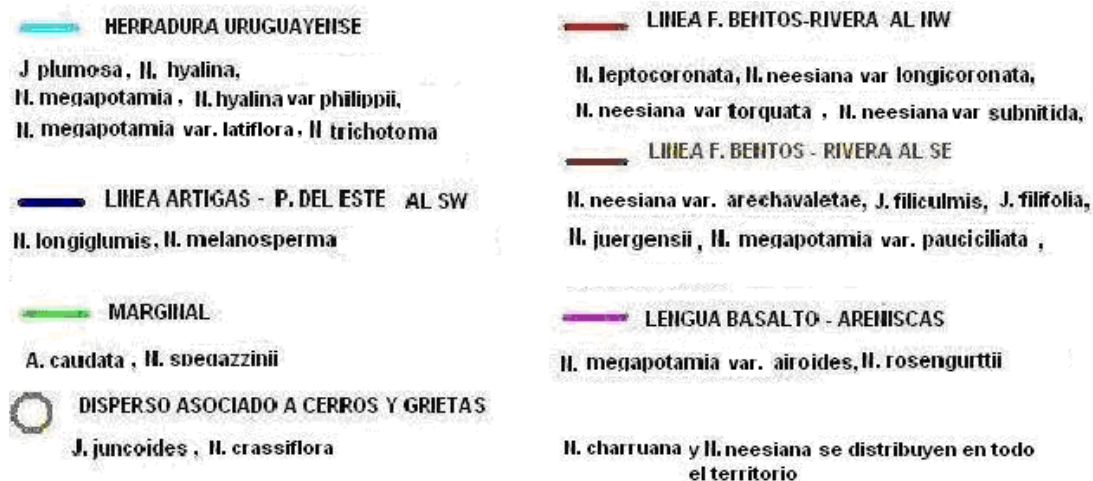 HERRADURA URUGUAYENSE
J plumosa, N. hyalina,
N. megapotamia, N. hyalina var philippii,
N. megapotamia var. latiflora, N trichotoma
LINEA ARTIGAS - P. DEL ESTE AL SW
N. longiglumis, N. melanosperma
MARGINAL
A. caudata, N. spegazzinii
DISPERSO ASOCIADO A CERROS Y GRIETAS
J. juncoides, N. crassiflora
LINEA F. BENTOS-RIVERA AL NW
N. leptocoronata, N. neesiana var longicoronata,
N. neesiana var torquata, N. neesiana var subnitida,
LINEA F. BENTOS - RIVERA AL SE
N. neesiana var. arechavaletae, J. filiculmis, J. filifolia,
N. juergensii, N. megapotamia var. pauciciliata,
LENGUA BASALTO - ARENISCAS
N. megapotamia var. airoides, N. rosengurttii
N. charruana y N. neesiana se distribuyen en todo
el territorio